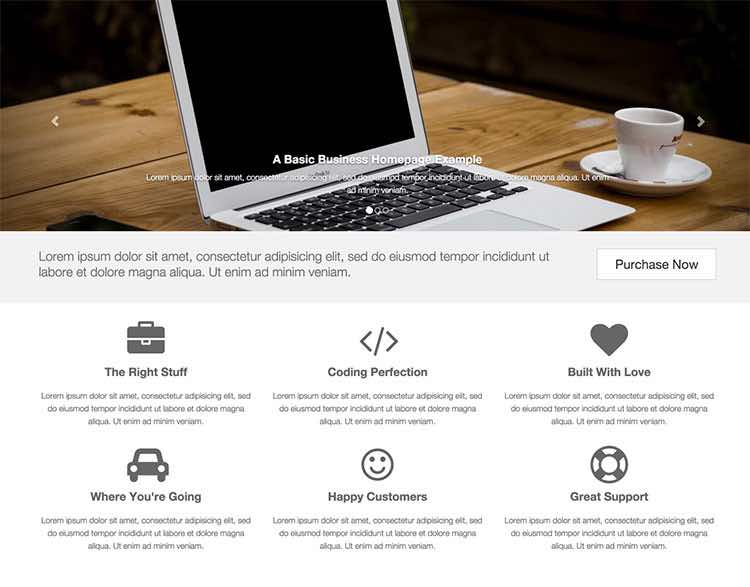 A Basic Business Homepage Example
Lorem ipsum dolor sit amet, consectetur adipisicing elit, sed do eiusmpd tempor incididunt ut labore et dolore magna aliqua. Ut enim
ad minim veniam.
Lorem ipsum dolor sit amet, consectetur adipisicing elit, sed do eiusmod tempor incididunt ut
labore et dolore magna aliqua. Ut enim ad minim veniam.
Purchase Now
The Right Stuff
Lorem ipsum dolor sit amet, consectetur adipisicing elit, sed
do eiusmod tempor incididunt ut labore et dolore magna
aliqua. Ut enim ad minim veniam.
Coding Perfection
Lorem ipsum dolor sit amet, consectetur adipisicing elit, sed
do eiusmod tempor incididunt ut labore et dolore magna
aliqua. Ut enim ad minim veniam.
Built With Love
Lorem ipsum dolor sit amet, consectetur adipisicing elit, sed
do eiusmod tempor incididunt ut labore et dolore magna
aliqua. Ut enim ad minim veniam.
Where You're Going
Lorem ipsum dolor sit amet, consectetur adipisicing elit, sed
do eiusmod tempor incididunt ut labore et dolore magna
aliqua. Ut enim ad minim veniam.
Happy Customers
Lorem ipsum dolor sit amet, consectetur adipisicing elit, sed
do eiusmod tempor incididunt ut labore et dolore magna
aliqua. Ut enim ad minim veniam.
Great Support
Lorem ipsum dolor sit amet, consectetur adipisicing elit, sed
do eiusmod tempor incididunt ut labore et dolore magna
aliqua. Ut enim ad minim veniam.